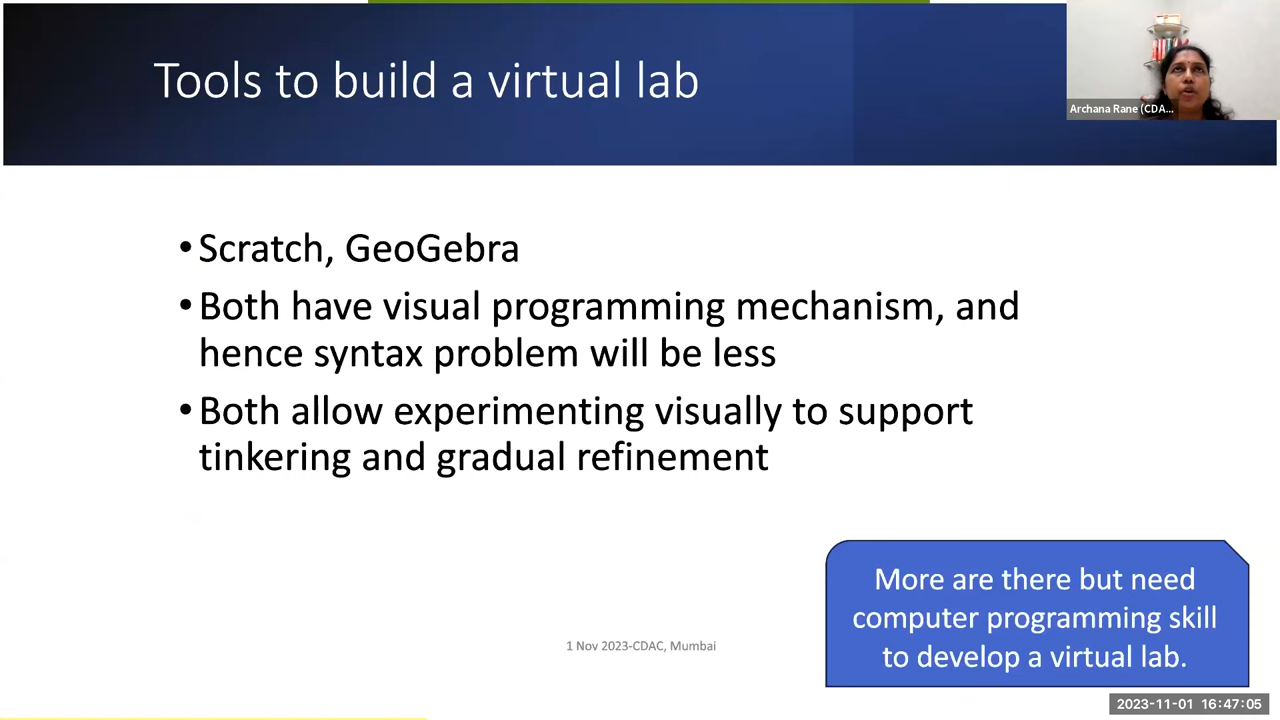 Tools to build a virtual lab
Archana Rane (CDA...
•Scratch, GeoGebra
•Both have visual programming mechanism, and
hence syntax problem will be less
•Both allow experimenting visually to support
tinkering and gradual refinement
More are there but need
computer programming skill
to develop a virtual lab.
1 Nov 2023-CDAC, Mumbai
2023-11-01 16:47:05